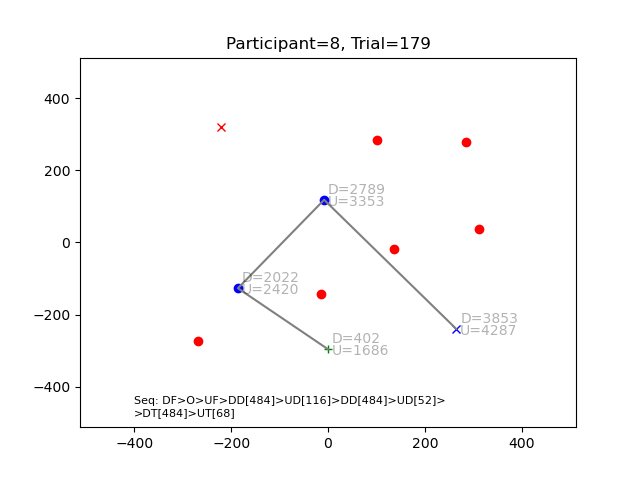 Participant=8, Trial=179
400
200
0
−200
−400
D=2789
U=3353
D=2022
U=2420
D=3853
U=4287
D=402
U=1686
Seq: DF>O>UF>DD[484]>UD[116]>DD[484]>UD[52]>
>DT[484]>UT[68]
−400 −200 0 200 400